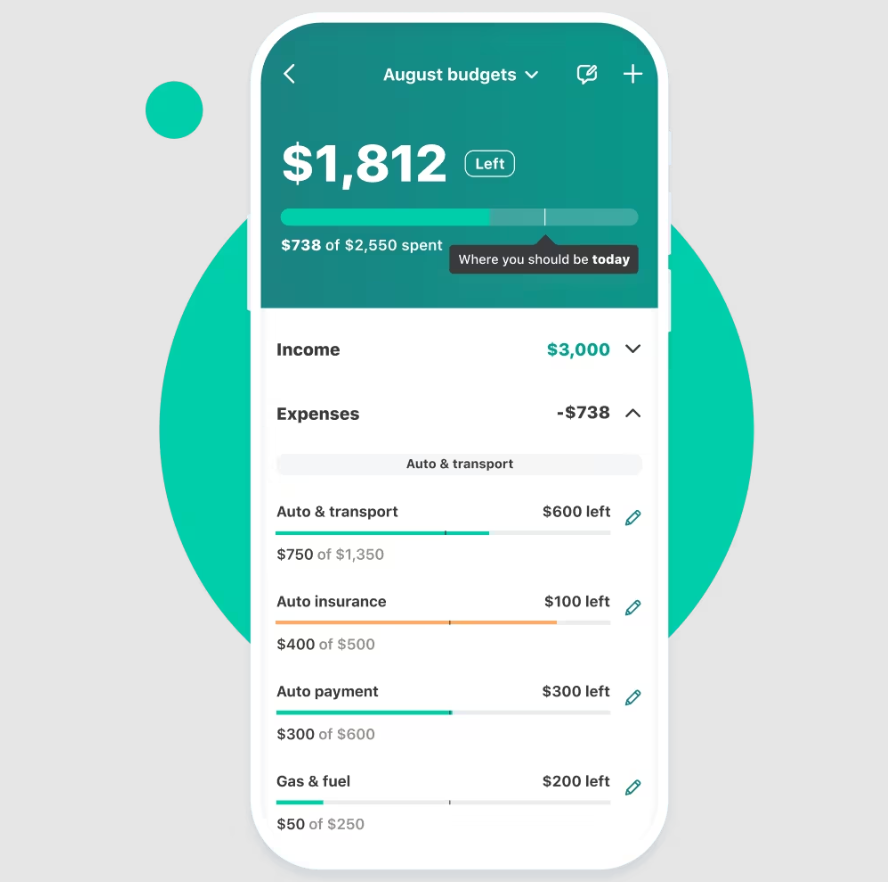 August budgets
$1,812 Left
$738 of $2,550 spent
Where you should be today
Income $3,000
Expenses -$738
Auto & transport
Auto & transport $600 left
$750 of $1,350
Auto insurance $100 left
$400 of $500
Auto payment $300 left
$300 of $600
Gas & fuel $200 left
$50 of $250